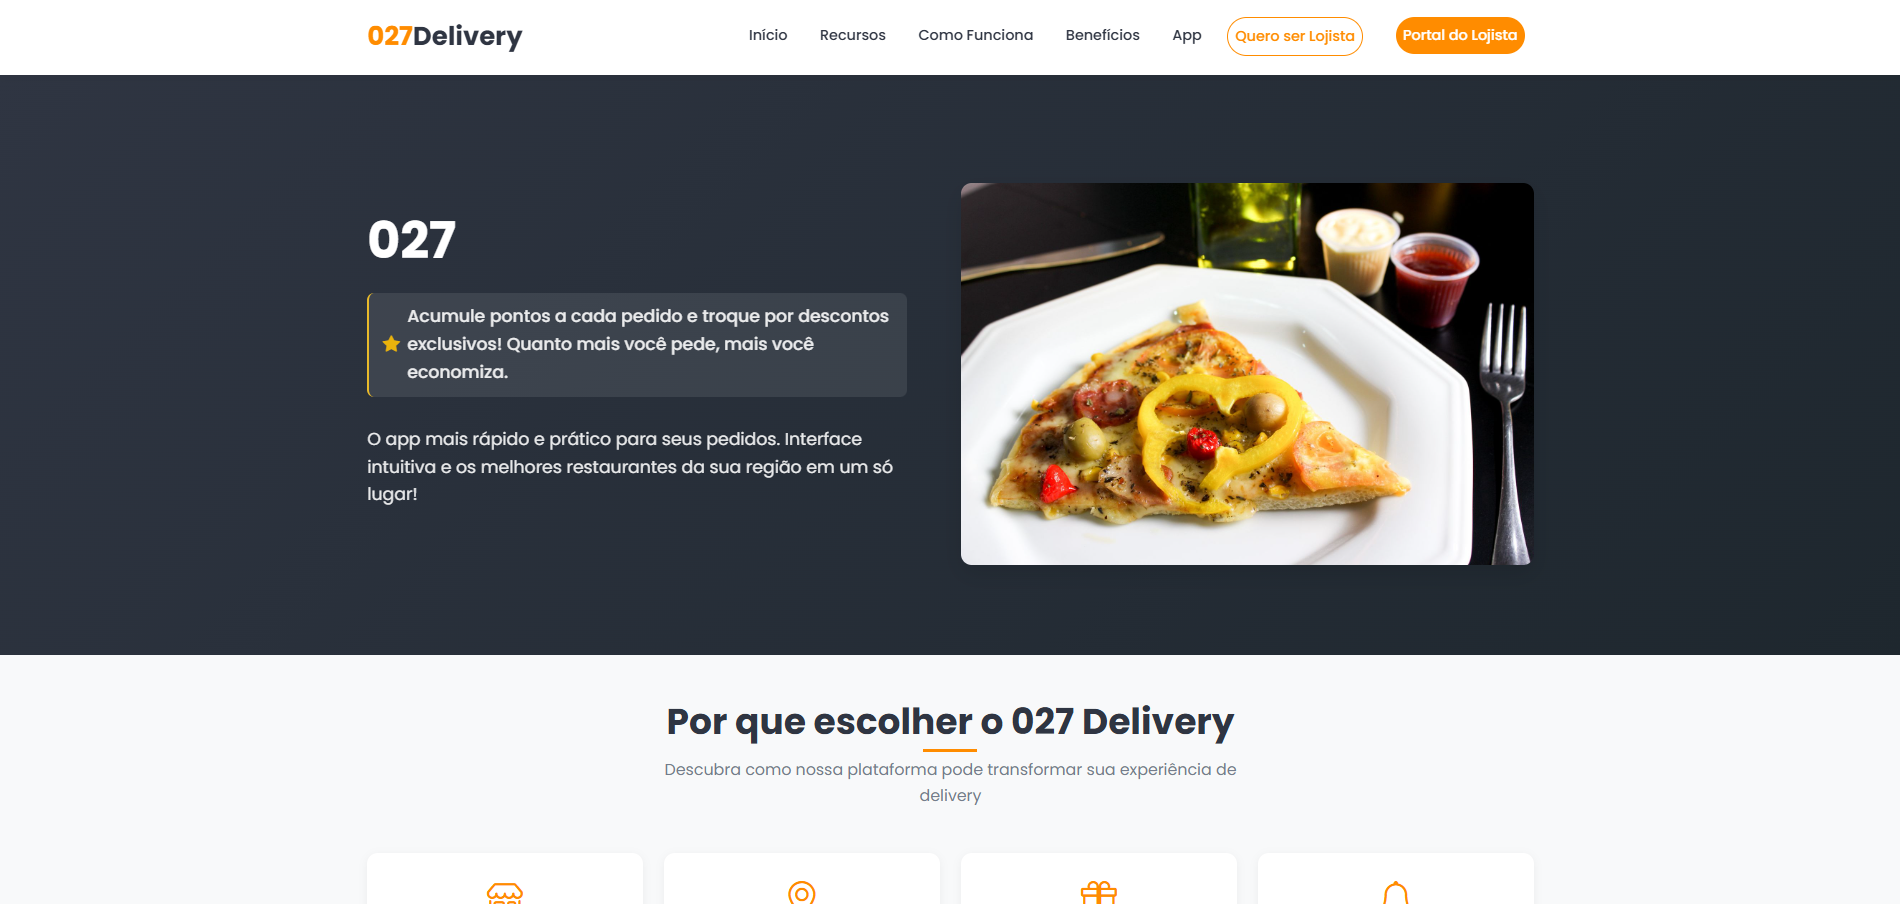 027Delivery
Início
Recursos
Como Funciona
Benefícios
App
Quero ser Lojista
Portal do Lojista
027
Acumule pontos a cada pedido e troque por descontos
exclusivos! Quanto mais você pede, mais você
economiza.
O app mais rápido e prático para seus pedidos. Interface
intuitiva e os melhores restaurantes da sua região em um só
lugar!
Por que escolher o 027 Delivery
Descubra como nossa plataforma pode transformar sua experiência de
delivery